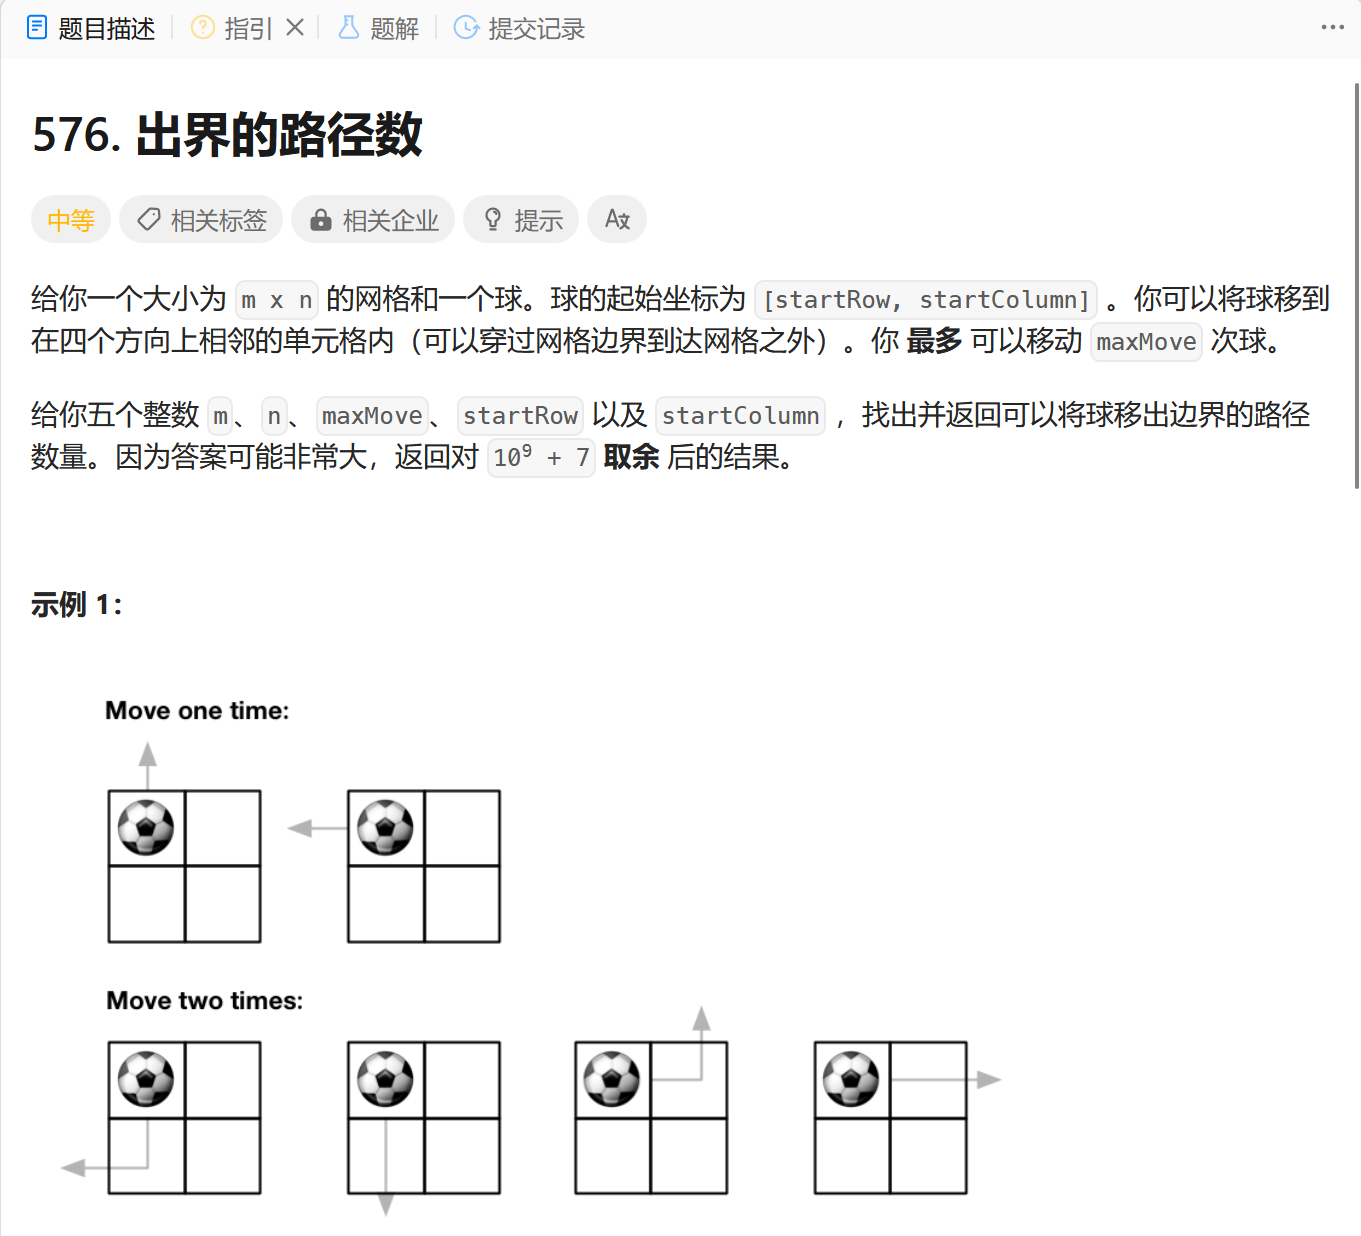 题目描述 指引 题解 提交记录
576. 出界的路径数
中等 相关标签 相关企业 提示
给你一个大小为 m x n 的网格和一个球。球的起始坐标为 [startRow, startColumn] 。你可以将球移到
在四个方向上相邻的单元格内（可以穿过网格边界到达网格之外）。你 最多 可以移动 maxMove 次球。
给你五个整数 m、n、maxMove、startRow 以及 startColumn ，找出并返回可以将球移出边界的路径
数量。因为答案可能非常大，返回对 10⁹ + 7 取余 后的结果。
示例 1：
Move one time:
Move two times: